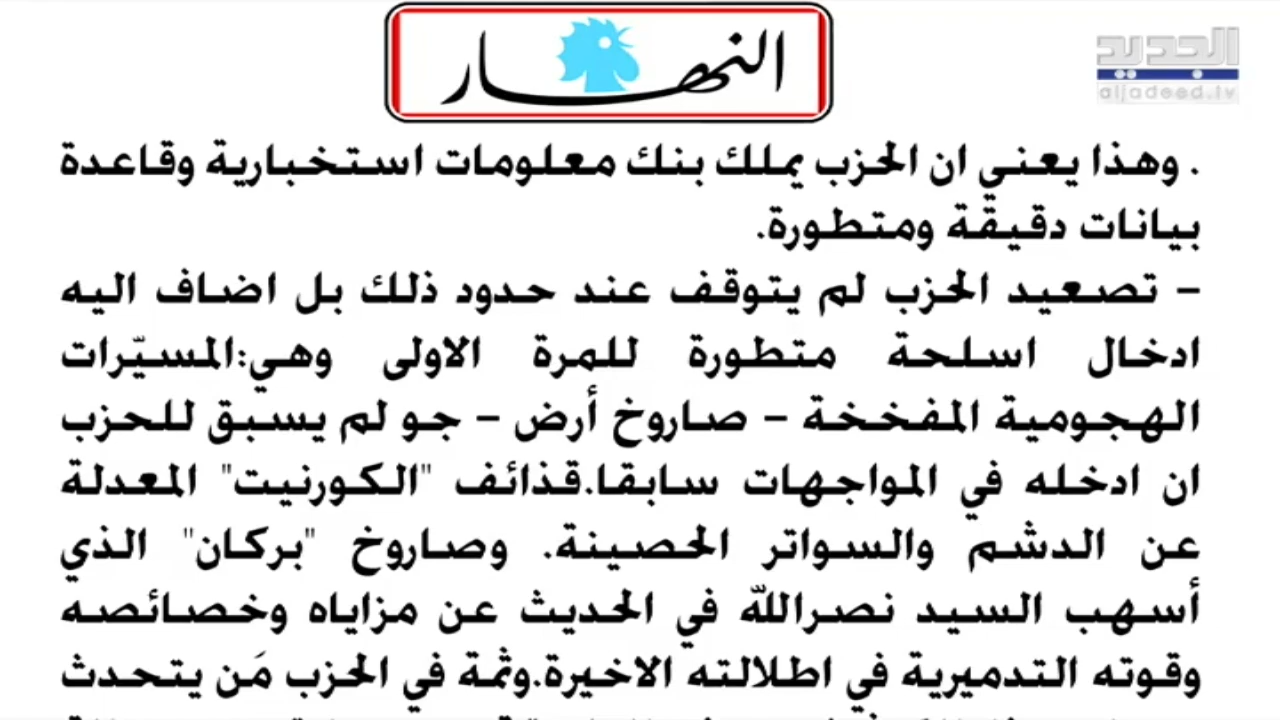 النهار
الجديد
aljadeed.tv
. وهذا يعني ان الحزب يملك بنك معلومات استخبارية وقاعدة
بيانات دقيقة ومتطورة.
– تصعيد الحزب لم يتوقف عند حدود ذلك بل اضاف اليه
ادخال اسلحة متطورة للمرة الاولى وهي:المسيّرات
الهجومية المفخخة – صاروخ أرض – جو لم يسبق للحزب
ان ادخله في المواجهات سابقا.قذائف "الكورنيت" المعدلة
عن الدشم والسواتر الحصينة. وصاروخ "بركان" الذي
أسهب السيد نصرالله في الحديث عن مزاياه وخصائصه
وقوته التدميرية في اطلالته الاخيرة.وثمة في الحزب مَن يتحدث